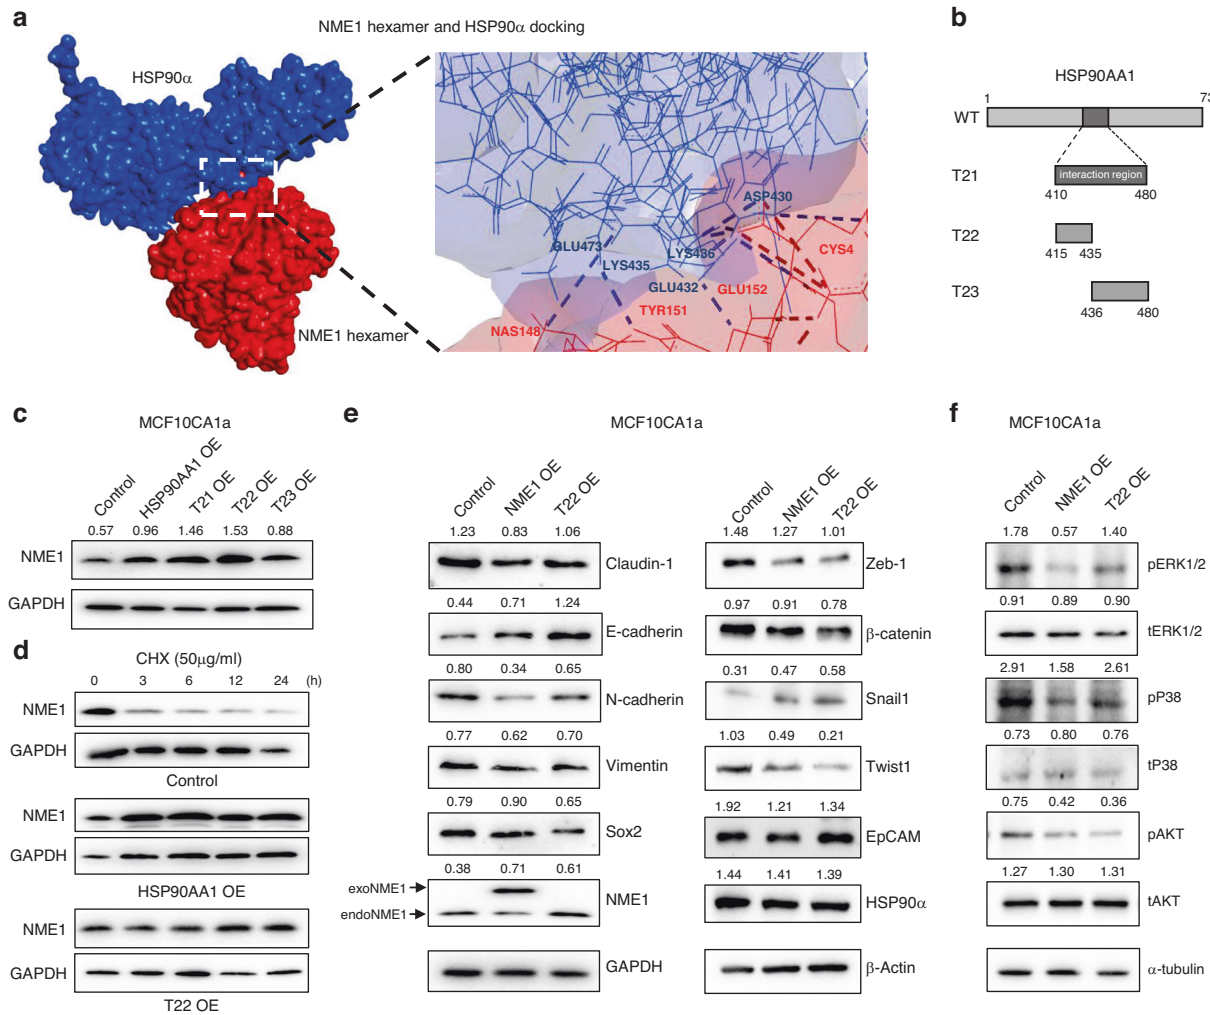 a
NME1 hexamer and HSP90α docking
HSP90α
NME1 hexamer
ASP430
GLU473
LYS436
CYS4
LYS435
GLU432
GLU152
TYR151
NAS148
b
HSP90AA1
1
73
WT
T21
interaction region
410
480
T22
415
435
T23
436
480
c
MCF10CA1a
Control
HSP90AA1 OE
T21 OE
T22 OE
T23 OE
0.57 0.96 1.46 1.53 0.88
NME1
GAPDH
d
CHX (50μg/ml)
0 3 6 12 24 (h)
NME1
GAPDH
Control
NME1
GAPDH
HSP90AA1 OE
NME1
GAPDH
T22 OE
e
MCF10CA1a
Control
NME1 OE
T22 OE
1.23 0.83 1.06
Claudin-1
0.44 0.71 1.24
E-cadherin
0.80 0.34 0.65
N-cadherin
0.77 0.62 0.70
Vimentin
0.79 0.90 0.65
Sox2
0.38 0.71 0.61
exoNME1
endoNME1
NME1
GAPDH
Control
NME1 OE
T22 OE
1.48 1.27 1.01
Zeb-1
0.97 0.91 0.78
β-catenin
0.31 0.47 0.58
Snail1
1.03 0.49 0.21
Twist1
1.92 1.21 1.34
EpCAM
1.44 1.41 1.39
HSP90α
β-Actin
f
MCF10CA1a
Control
NME1 OE
T22 OE
1.78 0.57 1.40
pERK1/2
0.91 0.89 0.90
tERK1/2
2.91 1.58 2.61
pP38
0.73 0.80 0.76
tP38
0.75 0.42 0.36
pAKT
1.27 1.30 1.31
tAKT
α-tubulin